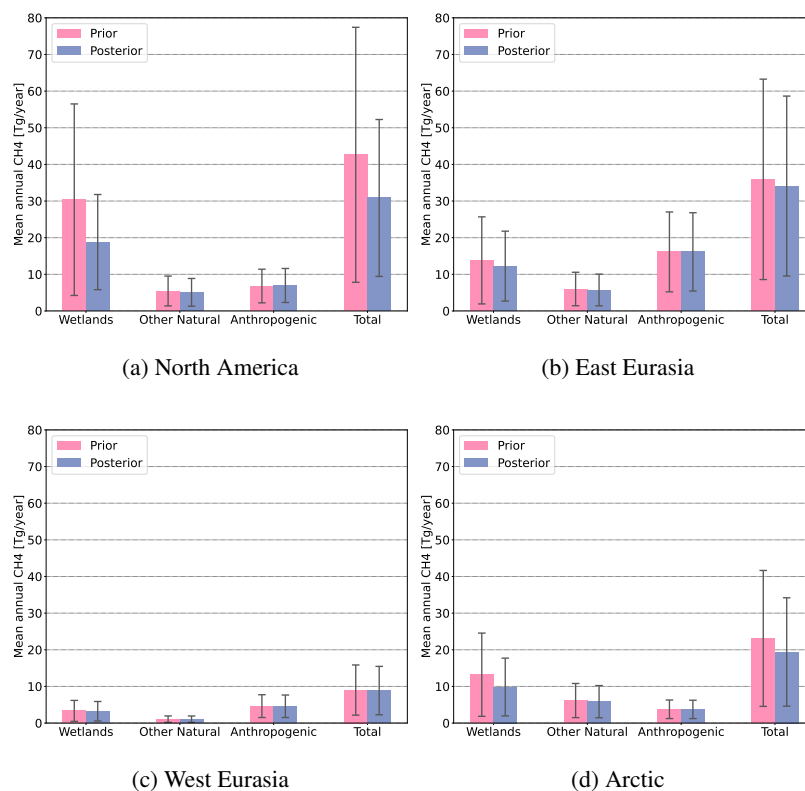 80
70
60
50
40
30
20
10
0
Mean annual CH4 [Tg/year]
Prior
Posterior
Wetlands Other Natural Anthropogenic Total
(a) North America
80
70
60
50
40
30
20
10
0
Mean annual CH4 [Tg/year]
Prior
Posterior
Wetlands Other Natural Anthropogenic Total
(b) East Eurasia
80
70
60
50
40
30
20
10
0
Mean annual CH4 [Tg/year]
Prior
Posterior
Wetlands Other Natural Anthropogenic Total
(c) West Eurasia
80
70
60
50
40
30
20
10
0
Mean annual CH4 [Tg/year]
Prior
Posterior
Wetlands Other Natural Anthropogenic Total
(d) Arctic